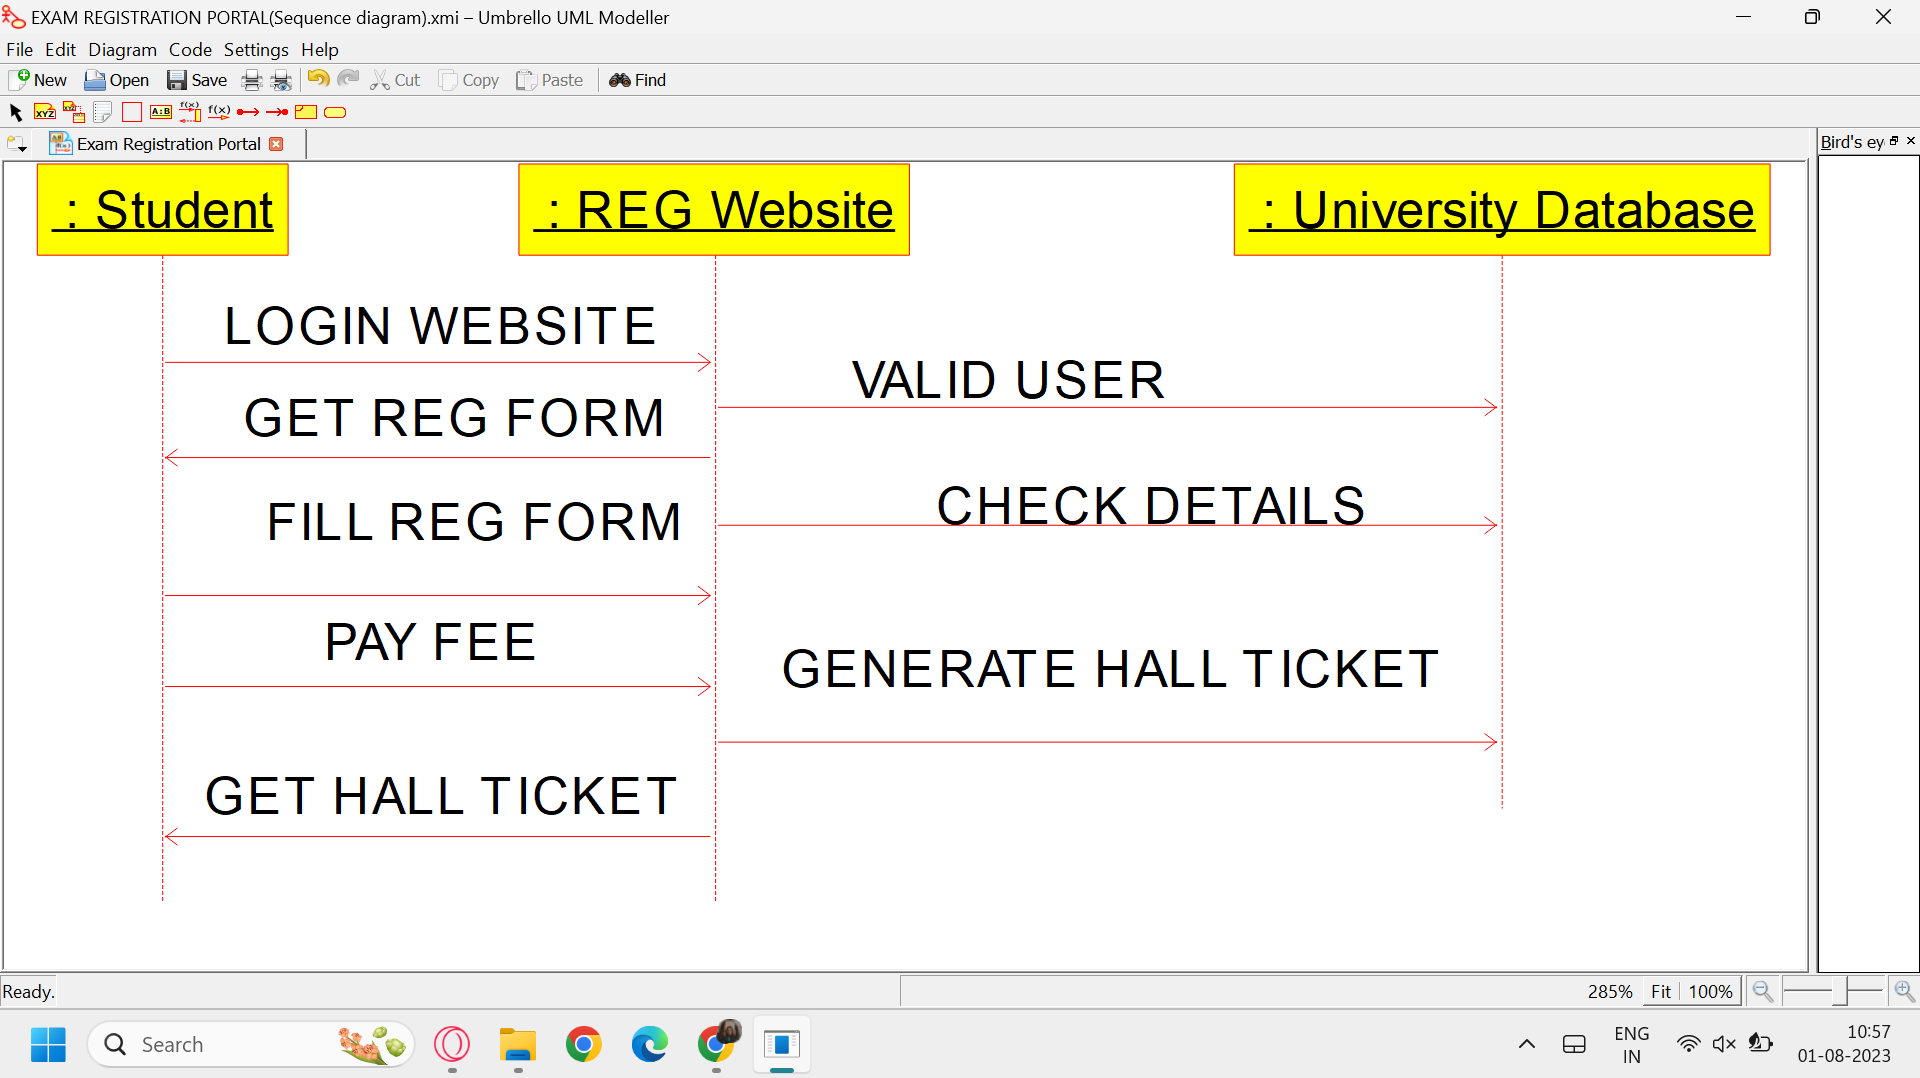 EXAM REGISTRATION PORTAL(Sequence diagram).xmi – Umbrello UML Modeller
File Edit Diagram Code Settings Help
New Open Save Cut Copy Paste Find
XYZ XYZ A:B f(x) f(x)
Exam Registration Portal
Bird's ey
: Student
: REG Website
: University Database
LOGIN WEBSITE
VALID USER
GET REG FORM
CHECK DETAILS
FILL REG FORM
PAY FEE
GENERATE HALL TICKET
GET HALL TICKET
Ready.
285% Fit 100%
Search
ENG
IN
10:57
01-08-2023